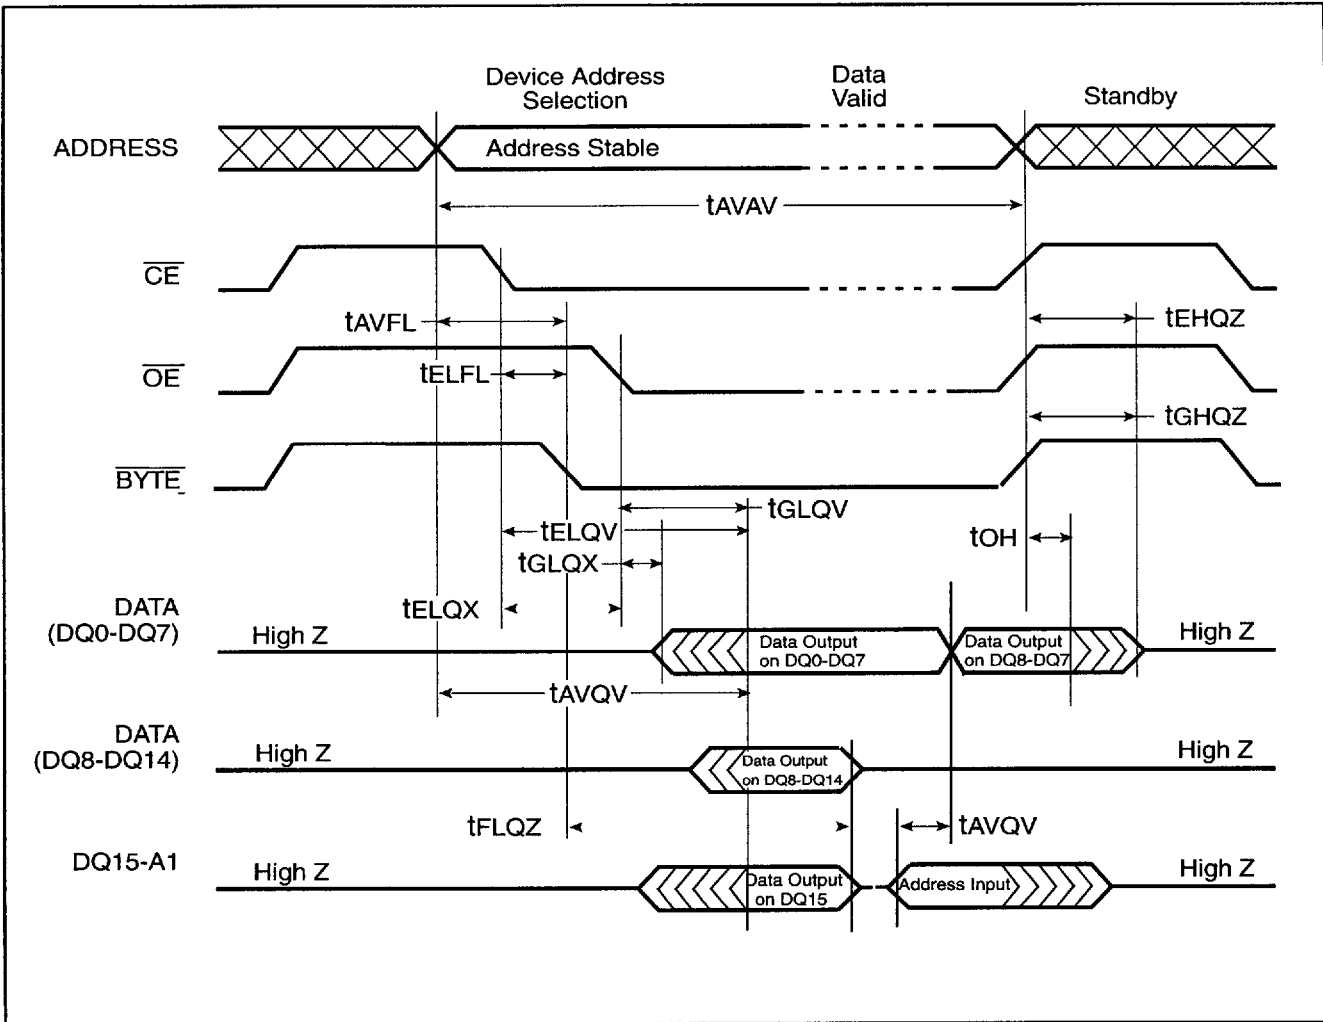 Device Address
Selection
Data
Valid
Standby
ADDRESS
Address Stable
tAVAV
CE
tAVFL
tEHQZ
OE
tELFL
tGHQZ
BYTE
tGLQV
tELQV
tOH
tGLQX
tELQX
DATA
(DQ0-DQ7)
High Z
Data Output
on DQ0-DQ7
Data Output
on DQ8-DQ7
High Z
tAVQV
DATA
(DQ8-DQ14)
High Z
Data Output
on DQ8-DQ14
High Z
tFLQZ
tAVQV
DQ15-A1
High Z
Data Output
on DQ15
Address Input
High Z